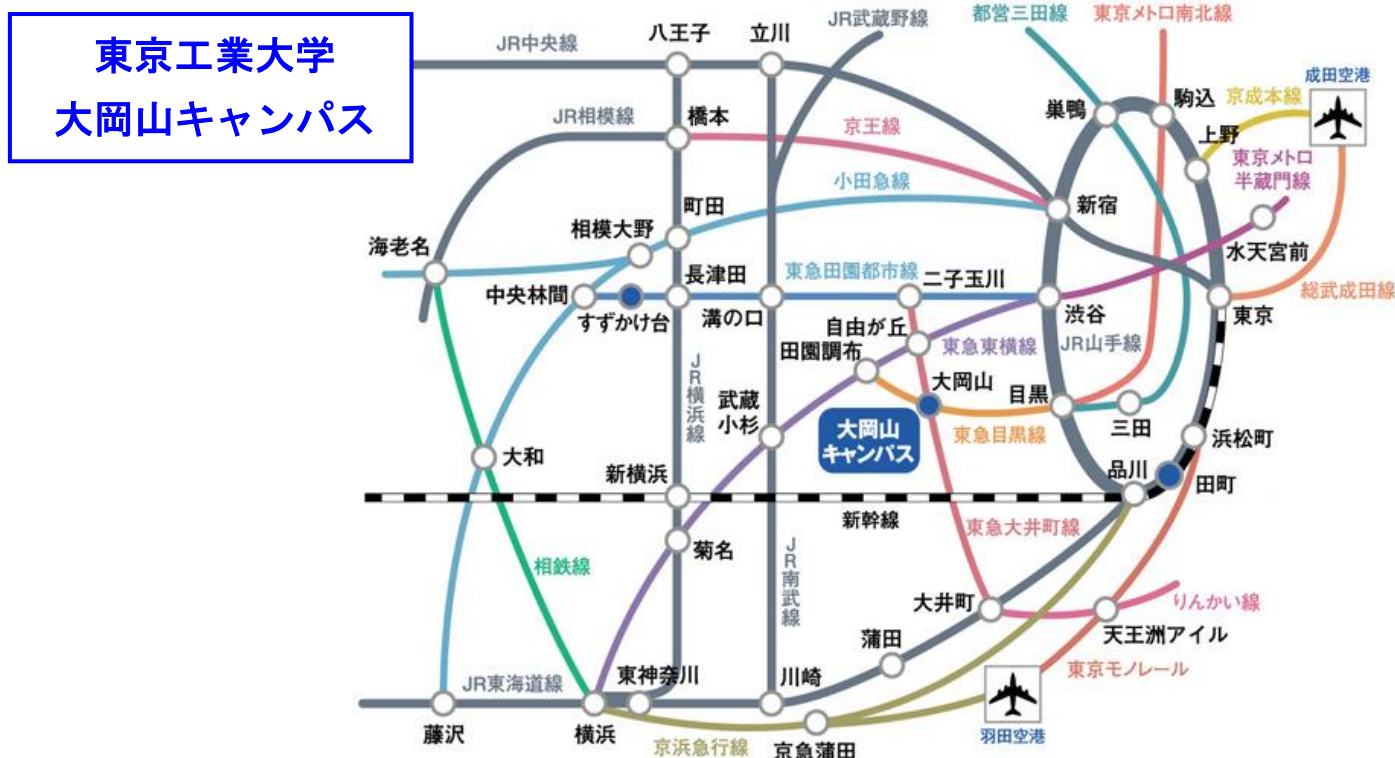 東京工業大学
大岡山キャンパス
JR中央線
八王子
立川
JR武蔵野線
都営三田線
東京メトロ南北線
成田空港
JR相模線
橋本
京王線
巣鴨
駒込
京成本線
上野
東京メトロ
半蔵門線
小田急線
町田
相模大野
新宿
海老名
水天宮前
中央林間
すずかけ台
長津田
東急田園都市線
溝の口
二子玉川
渋谷
東京
総武成田線
自由が丘
田園調布
東急東横線
JR山手線
JR横浜線
武蔵
小杉
大岡山
目黒
三田
大岡山
キャンパス
東急目黒線
浜松町
大和
新横浜
品川
田町
新幹線
東急大井町線
菊名
相鉄線
JR南武線
大井町
りんかい線
天王洲アイル
蒲田
東京モノレール
JR東海道線
東神奈川
川崎
藤沢
横浜
京浜急行線
京急蒲田
羽田空港